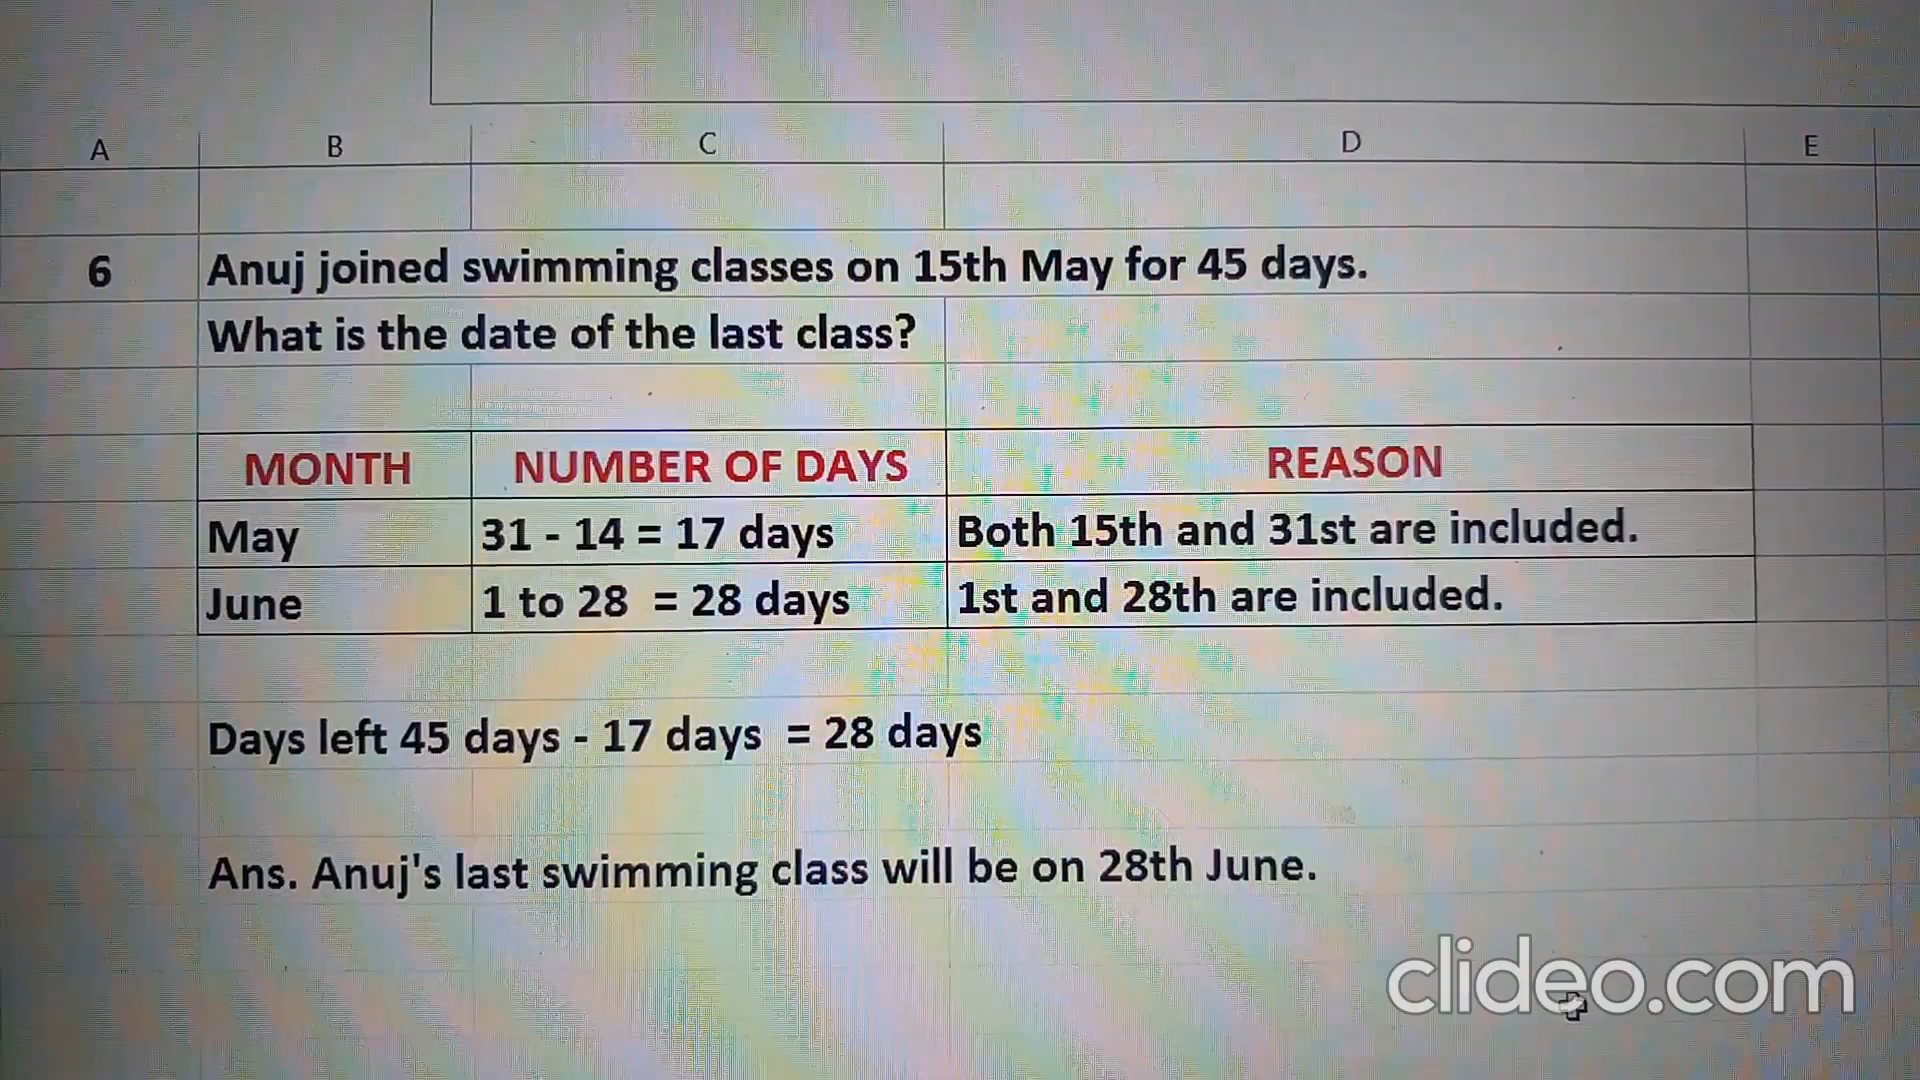 A B C D E
6 Anuj joined swimming classes on 15th May for 45 days.
What is the date of the last class?
MONTH NUMBER OF DAYS REASON
May 31 - 14 = 17 days Both 15th and 31st are included.
June 1 to 28 = 28 days 1st and 28th are included.
Days left 45 days - 17 days = 28 days
Ans. Anuj's last swimming class will be on 28th June.
clideo.com